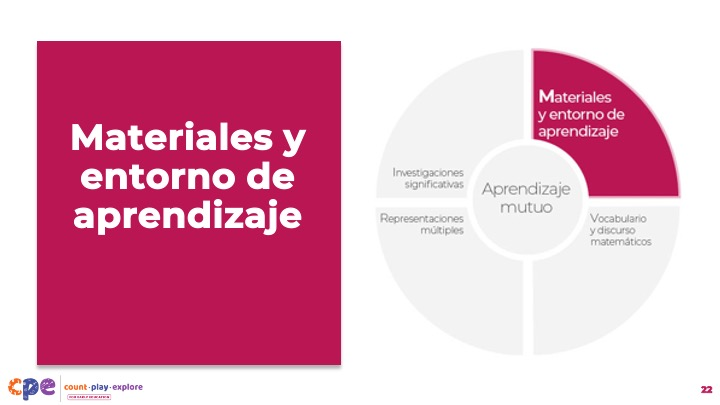 Materiales y
entorno de
aprendizaje
Materiales
y entorno de
aprendizaje
Investigaciones
significativas
Aprendizaje
mutuo
Representaciones
múltiples
Vocabulario
y discurso
matemáticos
cpe
count·play·explore
22